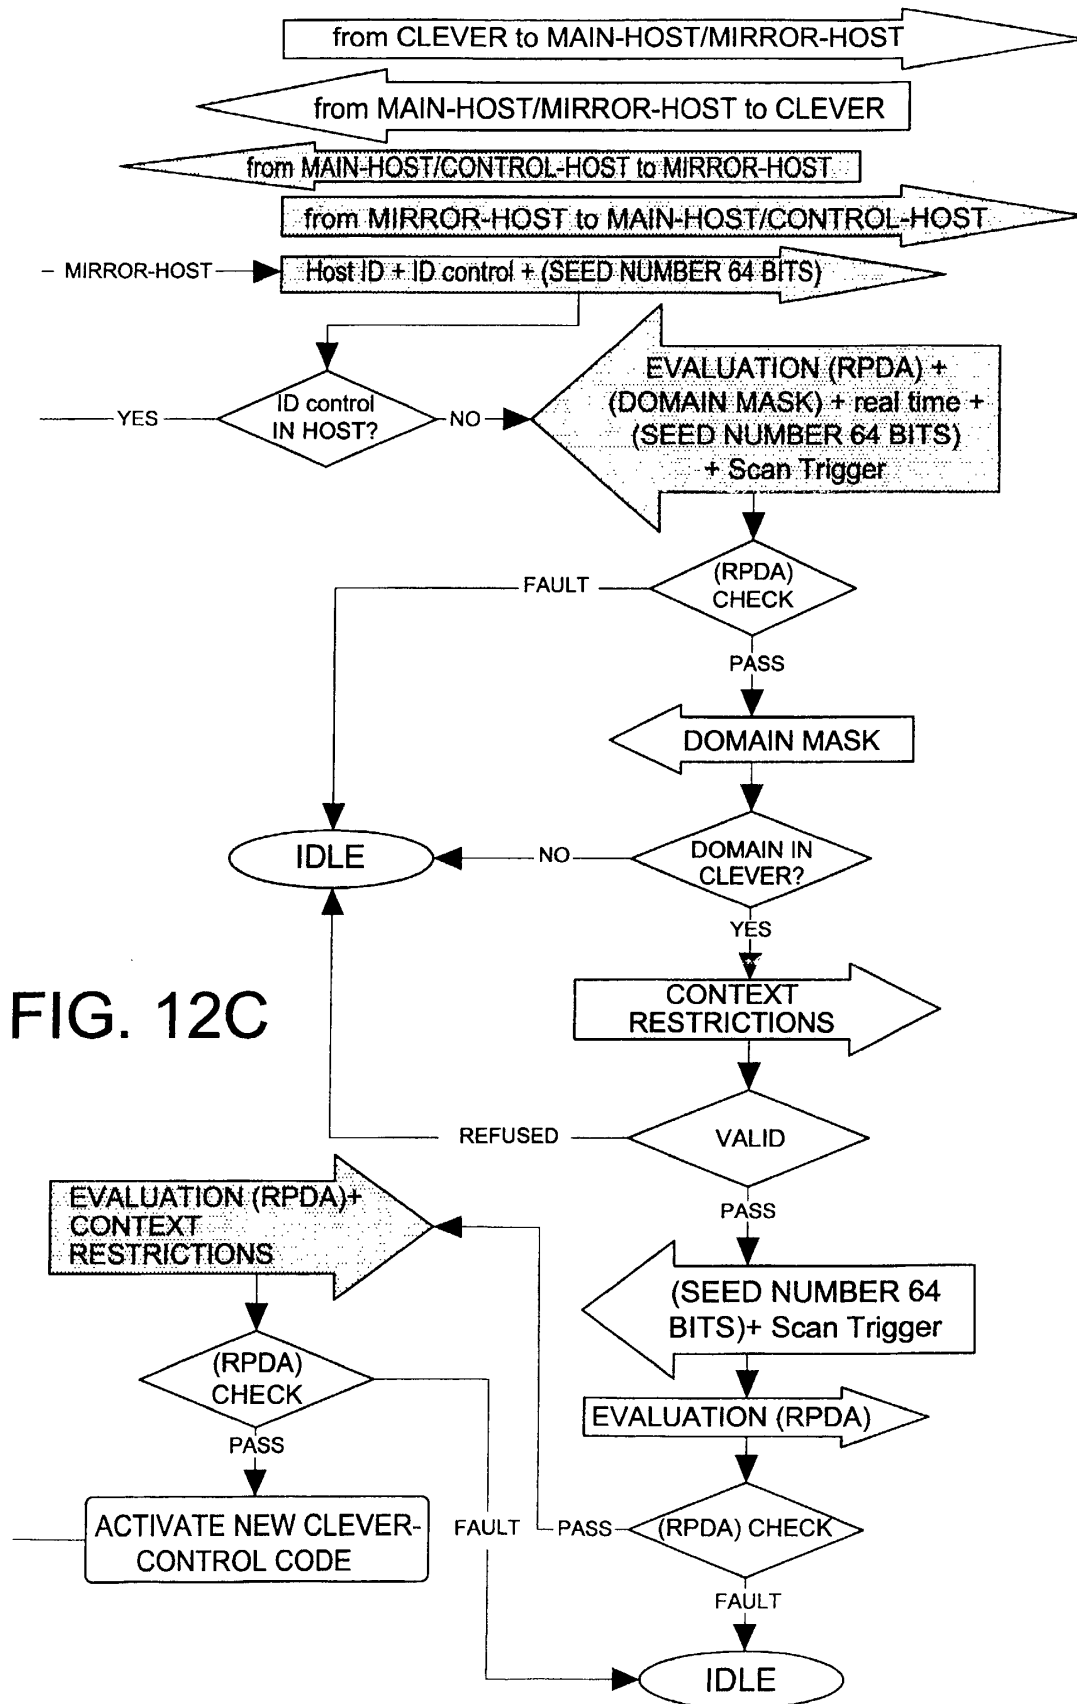 from CLEVER to MAIN-HOST/MIRROR-HOST
from MAIN-HOST/MIRROR-HOST to CLEVER
from MAIN-HOST/CONTROL-HOST to MIRROR-HOST
from MIRROR-HOST to MAIN-HOST/CONTROL-HOST
MIRROR-HOST
Host ID + ID control + (SEED NUMBER 64 BITS)
YES
ID control
IN HOST?
NO
EVALUATION (RPDA) +
(DOMAIN MASK) + real time +
(SEED NUMBER 64 BITS)
+ Scan Trigger
FAULT
(RPDA)
CHECK
PASS
DOMAIN MASK
IDLE
NO
DOMAIN IN
CLEVER?
YES
FIG. 12C
CONTEXT
RESTRICTIONS
REFUSED
VALID
PASS
EVALUATION (RPDA)+
CONTEXT
RESTRICTIONS
(SEED NUMBER 64
BITS)+ Scan Trigger
(RPDA)
CHECK
EVALUATION (RPDA)
PASS
ACTIVATE NEW CLEVER-
CONTROL CODE
FAULT
PASS
(RPDA) CHECK
FAULT
IDLE